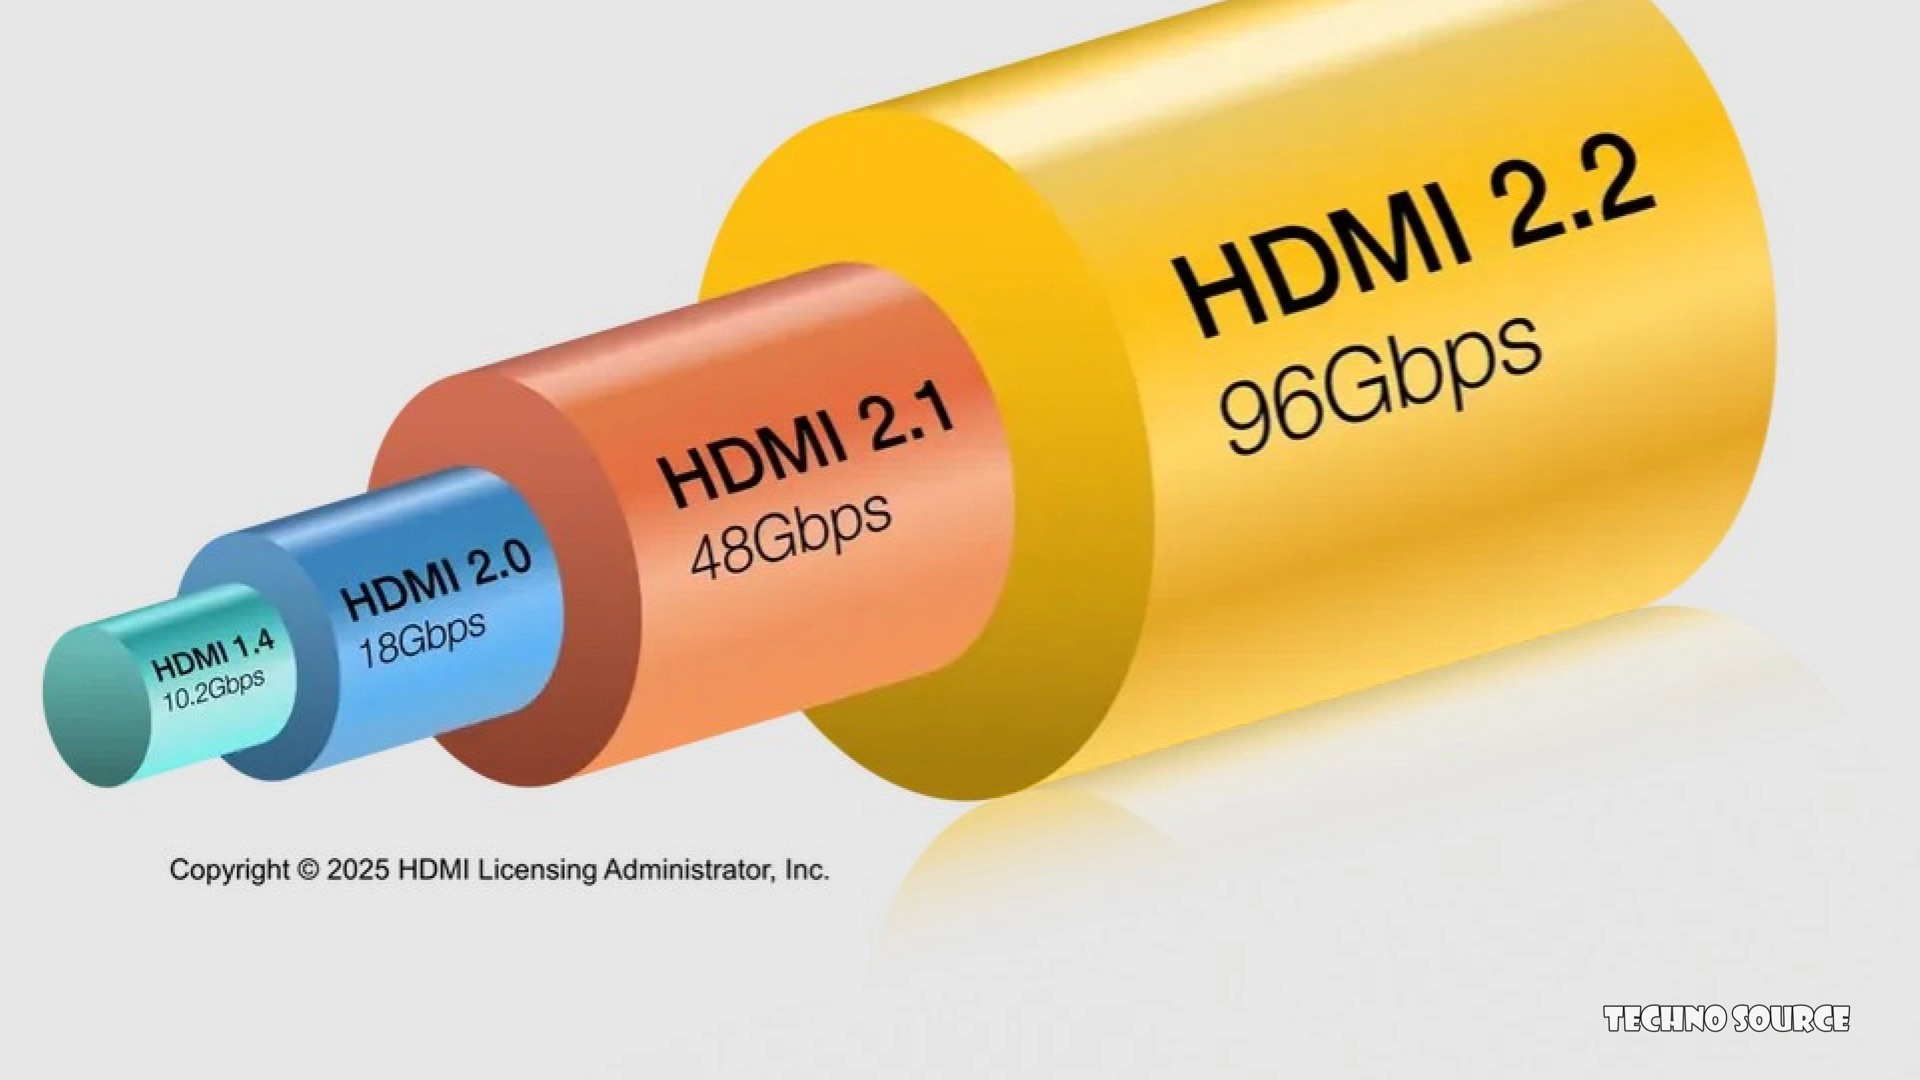 HDMI 2.2
96Gbps
HDMI 2.1
48Gbps
HDMI 2.0
18Gbps
HDMI 1.4
10.2Gbps
Copyright © 2025 HDMI Licensing Administrator, Inc.
TECHNO SOURCE